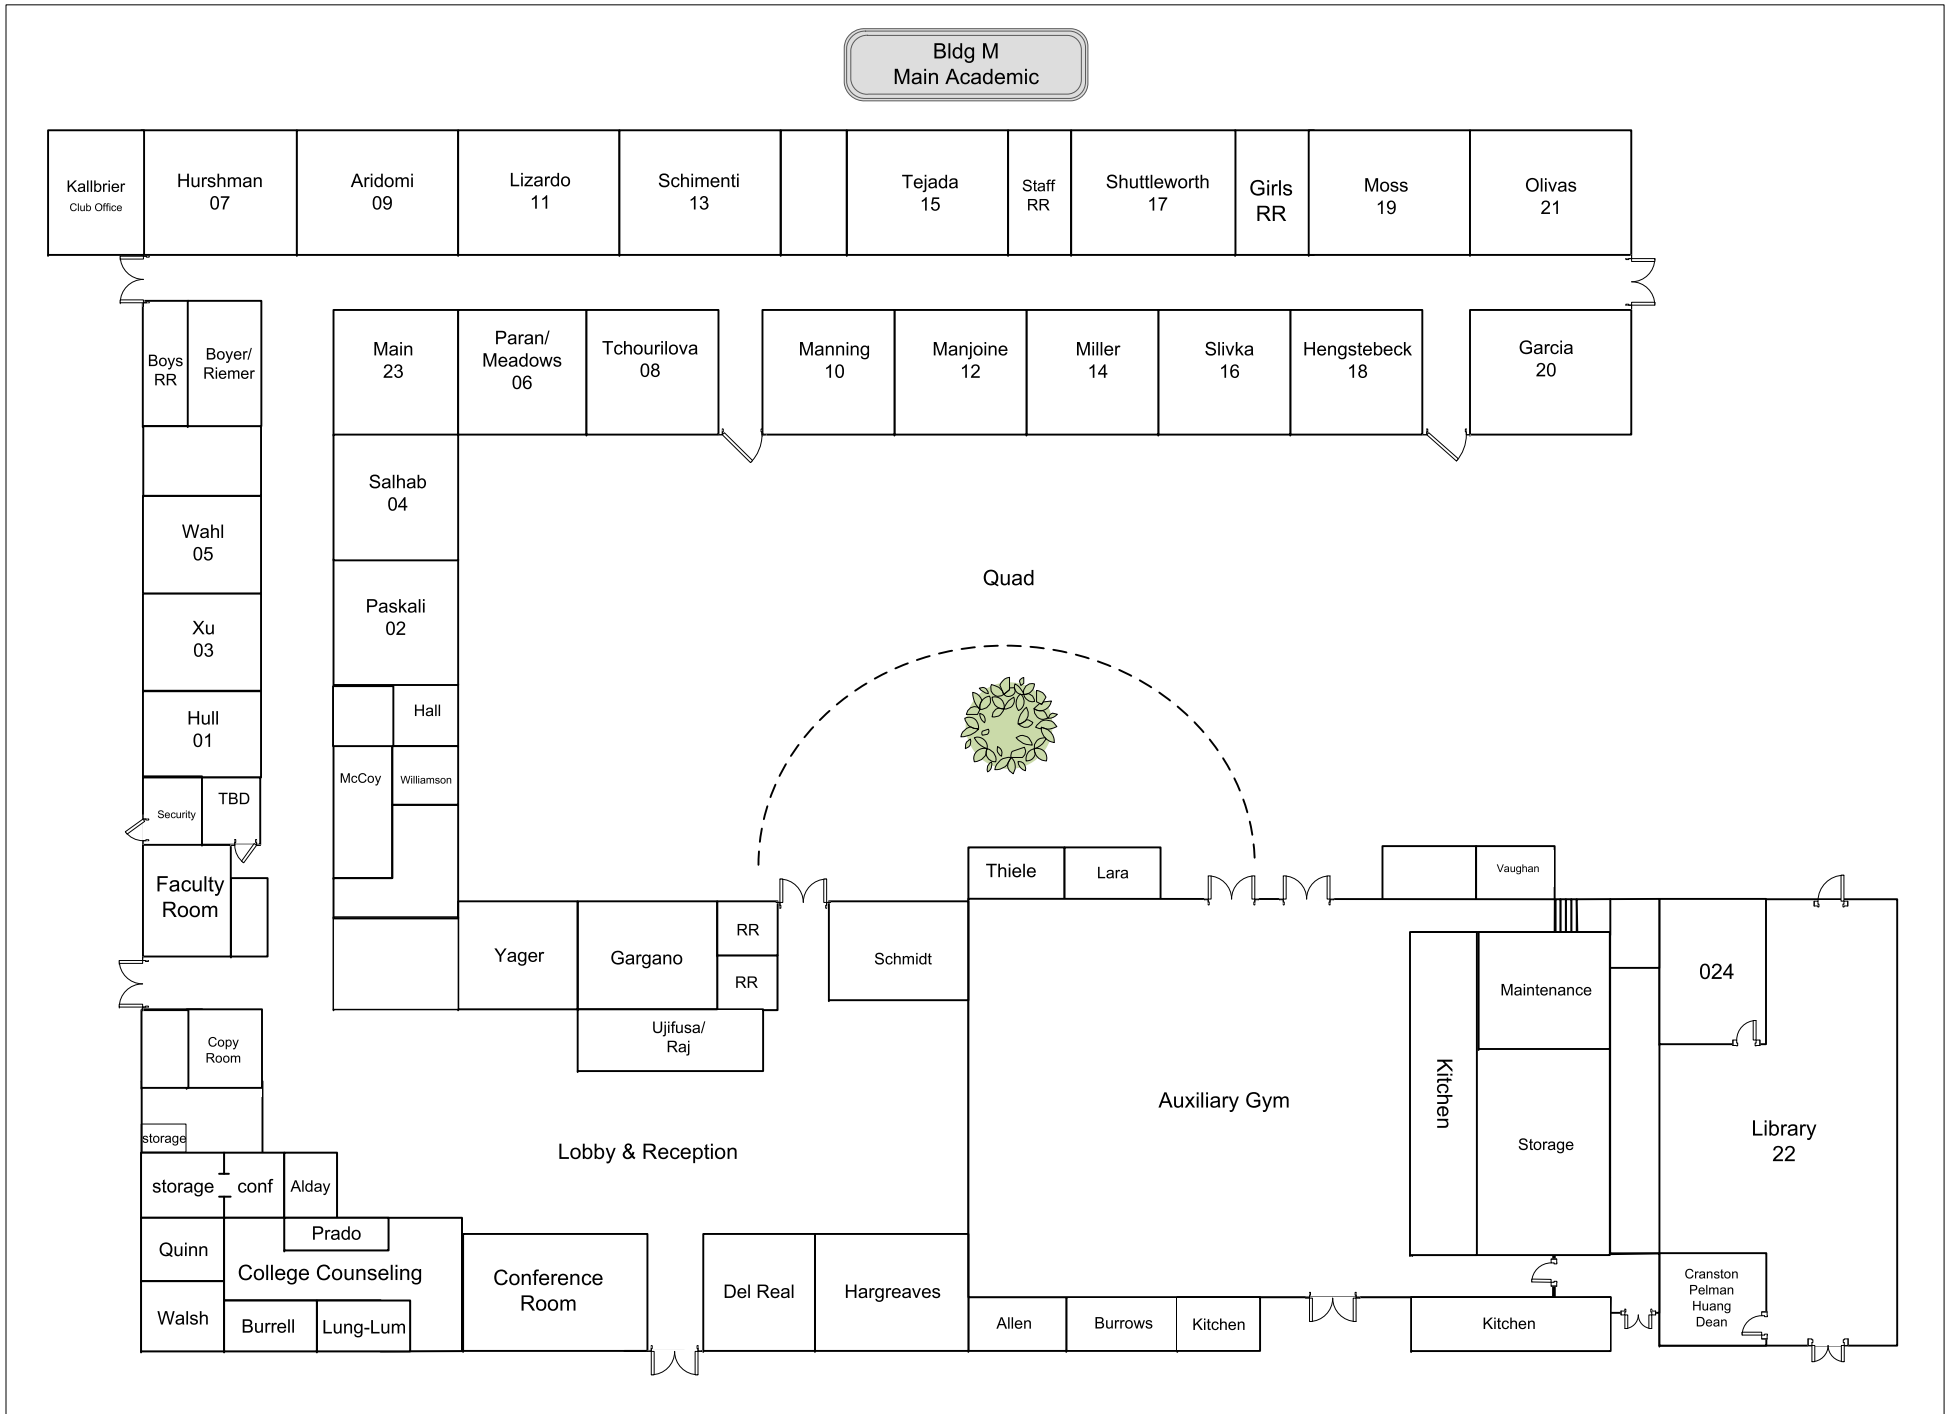 Bldg M
Main Academic
Kallbrier
Club Office
Hurshman
07
Aridomi
09
Lizardo
11
Schimenti
13
Tejada
15
Staff
RR
Shuttleworth
17
Girls
RR
Moss
19
Olivas
21
Boys
RR
Boyer/
Riemer
Main
23
Paran/
Meadows
06
Tchourilova
08
Manning
10
Manjoine
12
Miller
14
Slivka
16
Hengstebeck
18
Garcia
20
Salhab
04
Wahl
05
Quad
Paskali
02
Xu
03
Hall
Hull
01
McCoy
Williamson
TBD
Security
Faculty
Room
Thiele
Lara
Vaughan
Yager
Gargano
RR
RR
Schmidt
Ujifusa/
Raj
Maintenance
024
Copy
Room
Kitchen
Auxiliary Gym
storage
Lobby & Reception
Storage
Library
22
storage
conf
Alday
Prado
Quinn
College Counseling
Walsh
Burrell
Lung-Lum
Conference
Room
Del Real
Hargreaves
Allen
Burrows
Kitchen
Kitchen
Cranston
Pelman
Huang
Dean